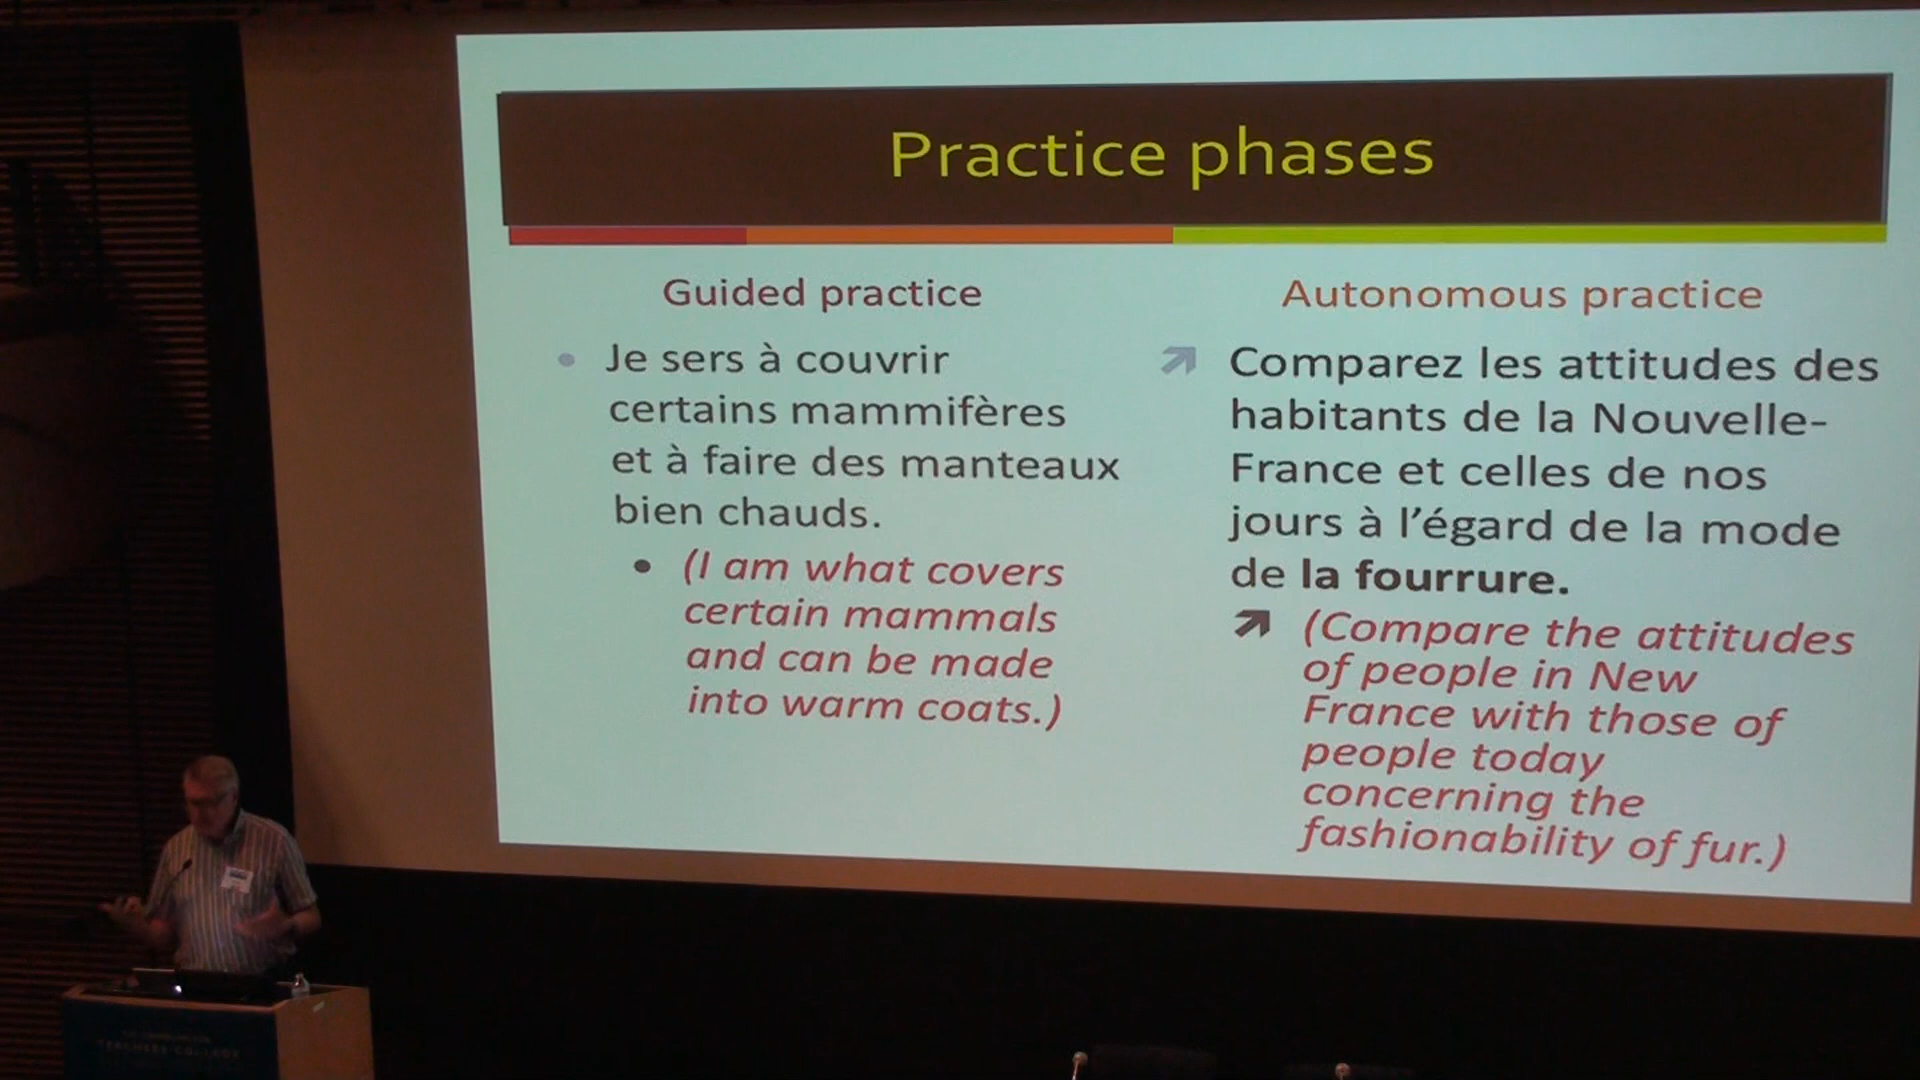 Practice phases
Guided practice
Je sers à couvrir
certains mammifères
et à faire des manteaux
bien chauds.
(I am what covers
certain mammals
and can be made
into warm coats.)
Autonomous practice
Comparez les attitudes des
habitants de la Nouvelle-
France et celles de nos
jours à l’égard de la mode
de la fourrure.
(Compare the attitudes
of people in New
France with those of
people today
concerning the
fashionability of fur.)
TEACHERS COLLEGE